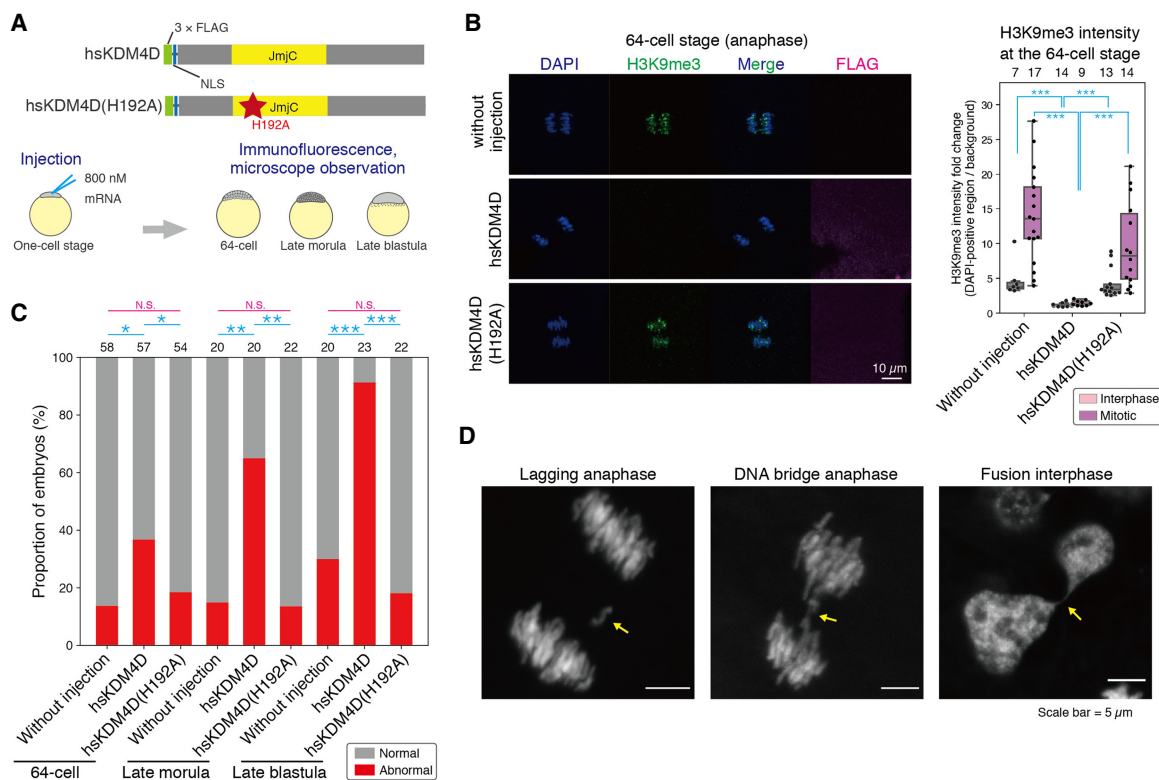 A
3 × FLAG
hsKDM4D
JmjC
NLS
hsKDM4D(H192A)
JmjC
H192A
Injection
800 nM
mRNA
One-cell stage
Immunofluorescence,
microscope observation
64-cell
Late morula
Late blastula
B
64-cell stage (anaphase)
DAPI
H3K9me3
Merge
FLAG
without
injection
hsKDM4D
hsKDM4D
(H192A)
10 µm
H3K9me3 intensity
at the 64-cell stage
7 17 14 9 13 14
*** ***
*** ***
H3K9me3 intensity fold change
(DAPI-positive region / background)
30
25
20
15
10
5
0
Without injection
hsKDM4D
hsKDM4D(H192A)
Interphase
Mitotic
C
N.S. N.S. N.S.
* * ** ** *** ***
58 57 54 20 20 22 20 23 22
Proportion of embryos (%)
100
80
60
40
20
0
Without injection
hsKDM4D
hsKDM4D(H192A)
Without injection
hsKDM4D
hsKDM4D(H192A)
Without injection
hsKDM4D
hsKDM4D(H192A)
64-cell
Late morula
Late blastula
Normal
Abnormal
D
Lagging anaphase
DNA bridge anaphase
Fusion interphase
Scale bar = 5 µm